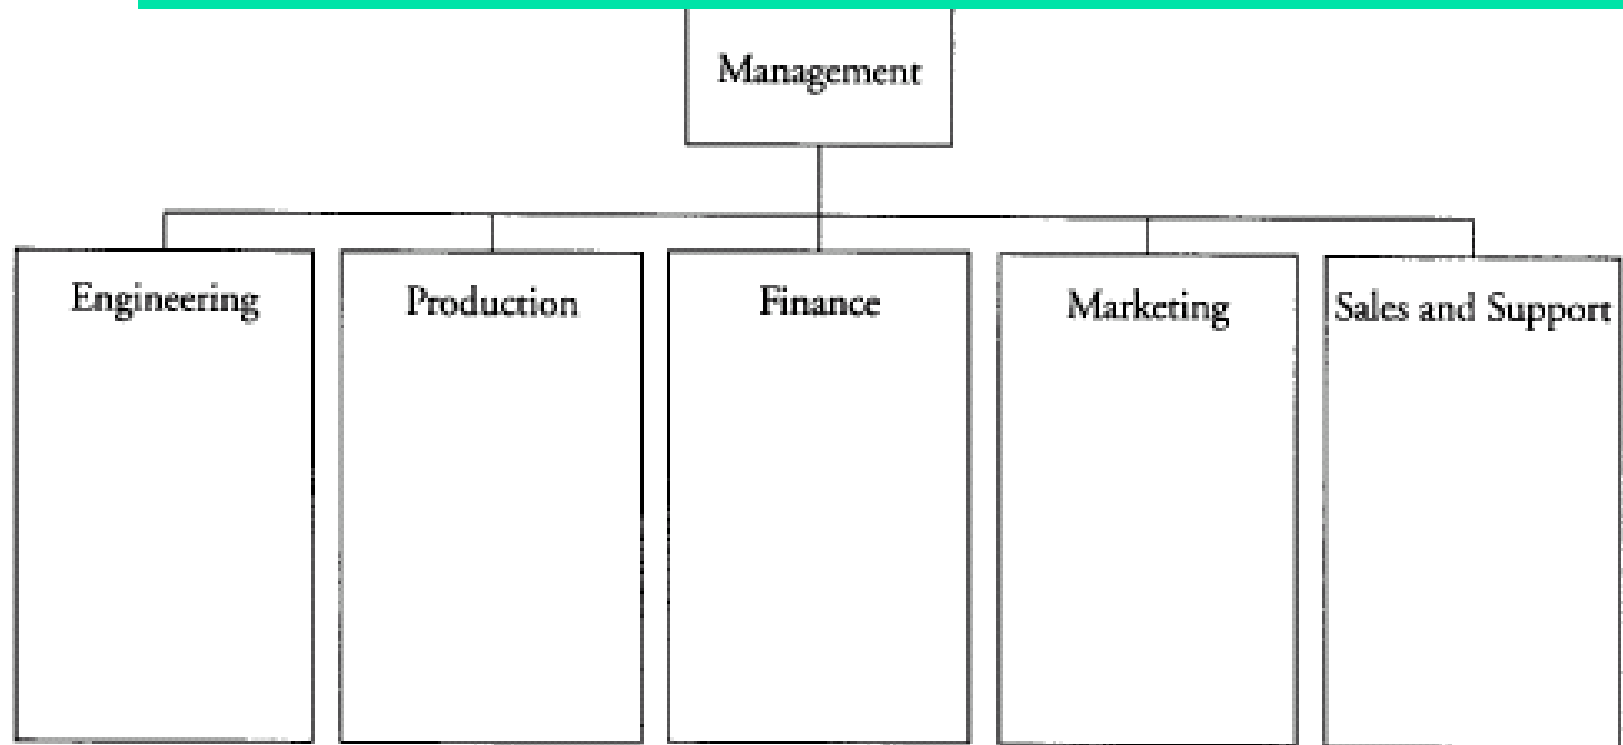 Management
Engineering
Production
Finance
Marketing
Sales and Support